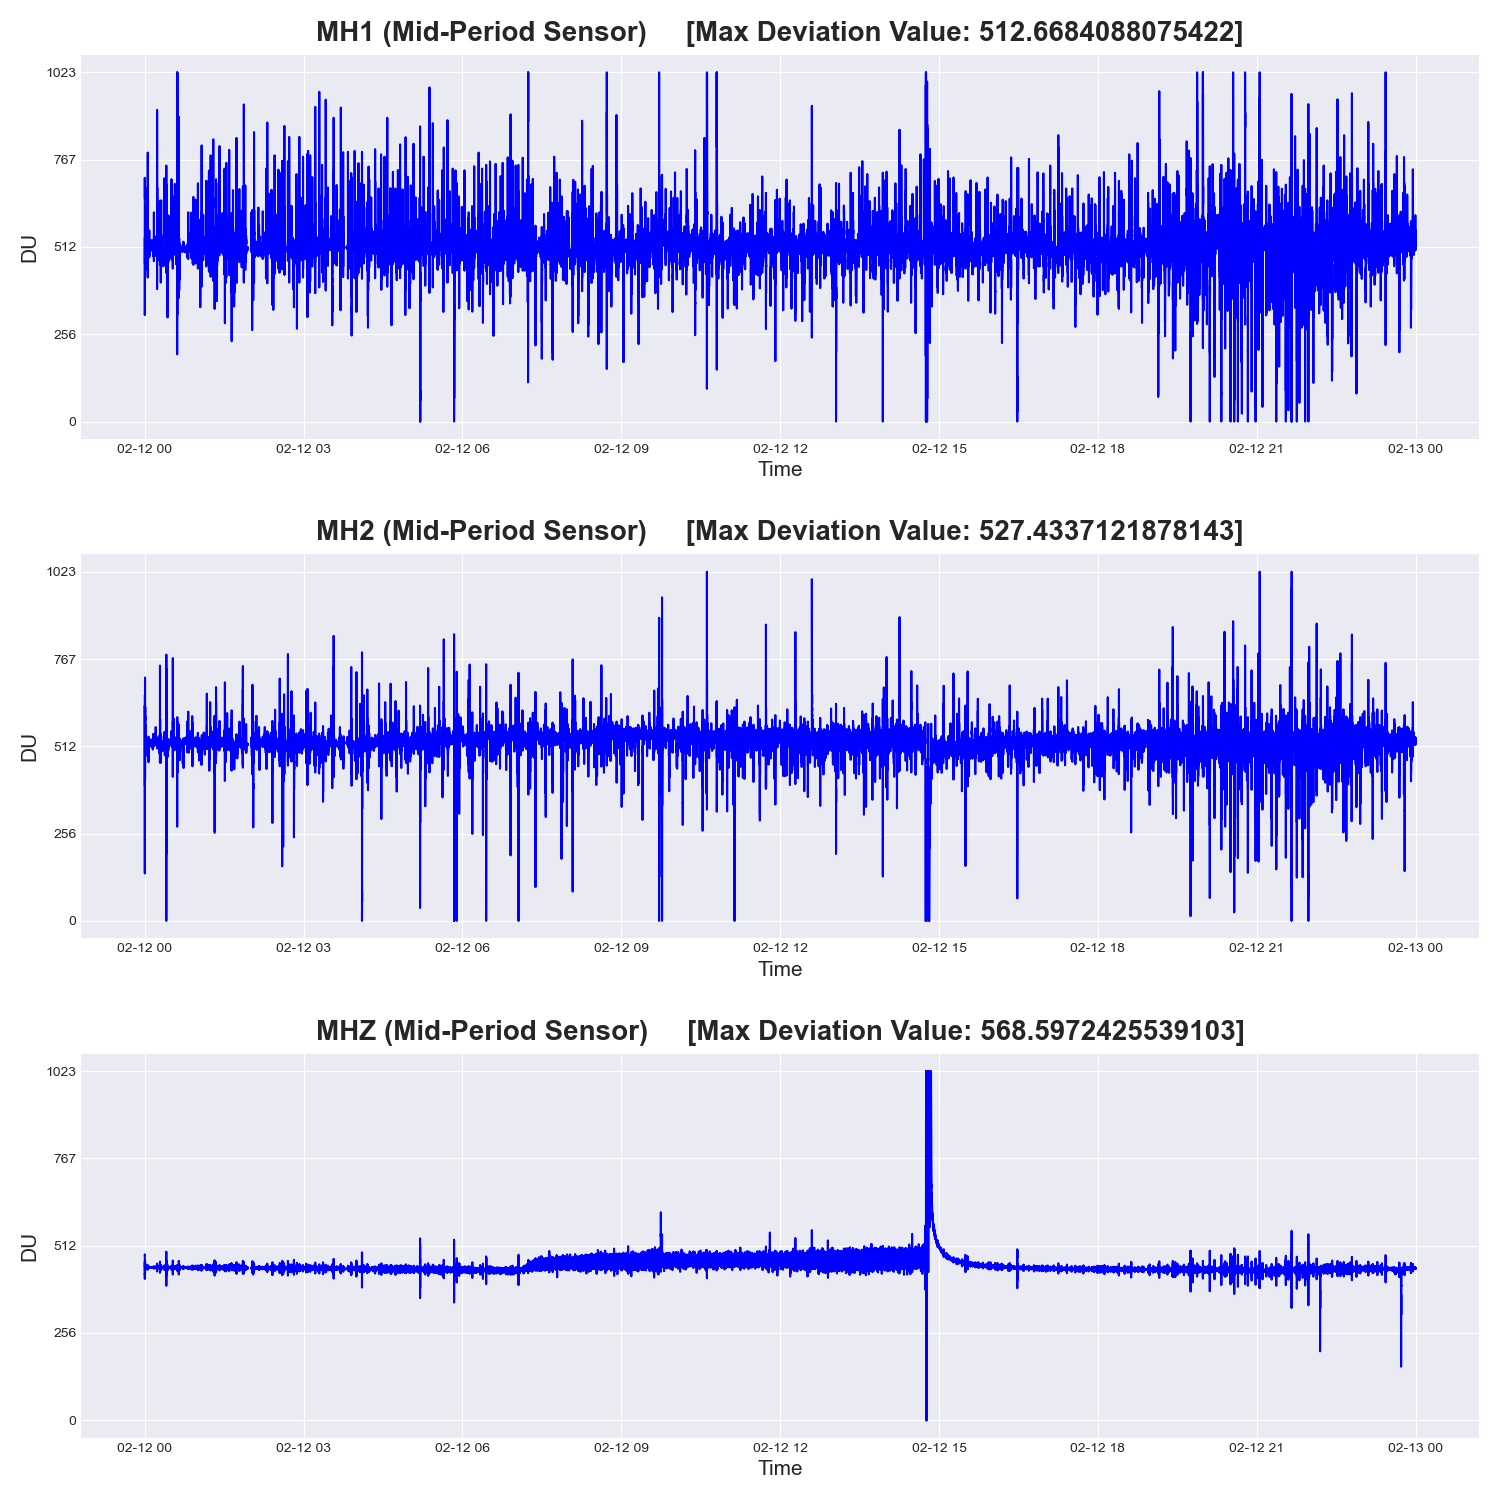 MH1 (Mid-Period Sensor) [Max Deviation Value: 512.6684088075422]
1023
767
512
256
0
DU
02-12 00 02-12 03 02-12 06 02-12 09 02-12 12 02-12 15 02-12 18 02-12 21 02-13 00
Time
MH2 (Mid-Period Sensor) [Max Deviation Value: 527.4337121878143]
1023
767
512
256
0
DU
02-12 00 02-12 03 02-12 06 02-12 09 02-12 12 02-12 15 02-12 18 02-12 21 02-13 00
Time
MHZ (Mid-Period Sensor) [Max Deviation Value: 568.5972425539103]
1023
767
512
256
0
DU
02-12 00 02-12 03 02-12 06 02-12 09 02-12 12 02-12 15 02-12 18 02-12 21 02-13 00
Time